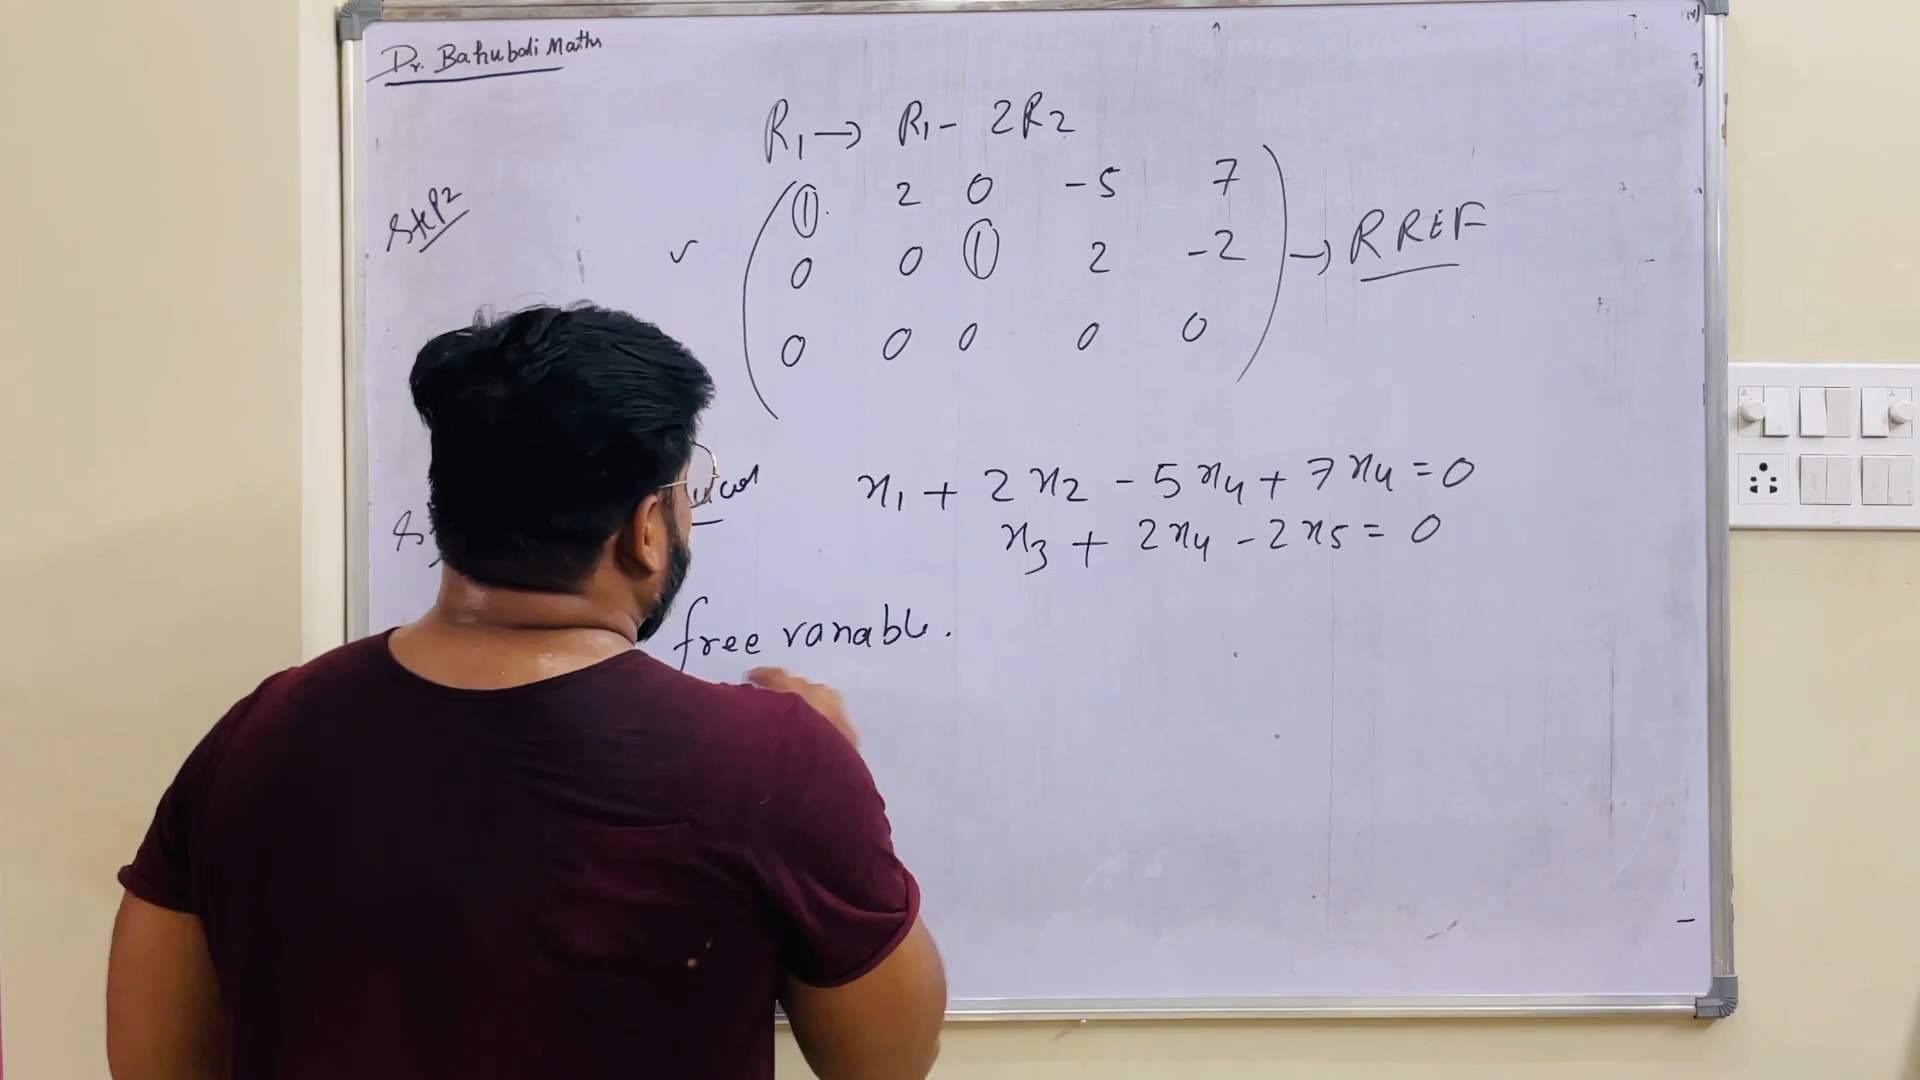 Dr. Bahubali Maths
R₁ → R₁ - 2R₂
Step2
① 2 0 -5 7
✓ 0 0 ① 2 -2 → RREF
0 0 0 0 0
x₁ + 2x₂ - 5x₄ + 7x₄ = 0
x₃ + 2x₄ - 2x₅ = 0
free variable.